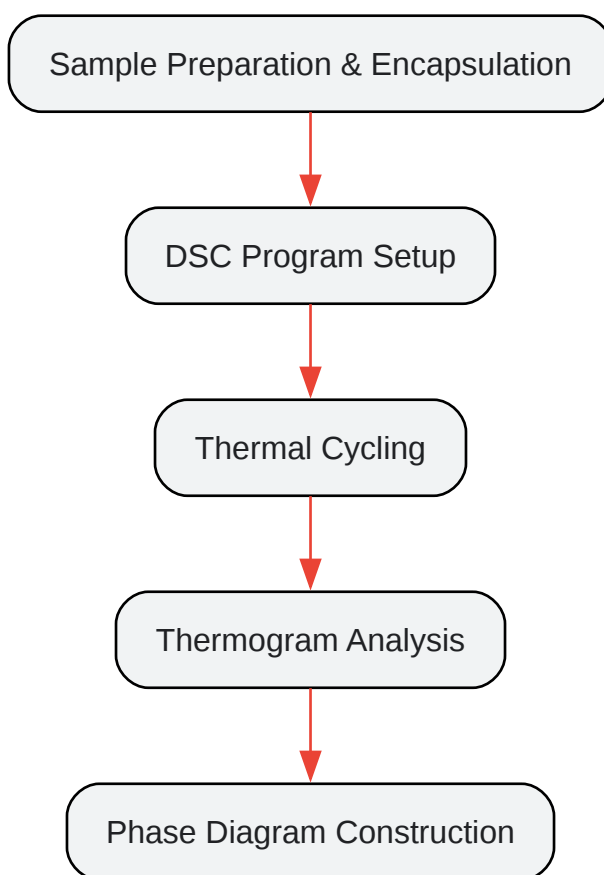 Sample Preparation & Encapsulation
DSC Program Setup
Thermal Cycling
Thermogram Analysis
Phase Diagram Construction